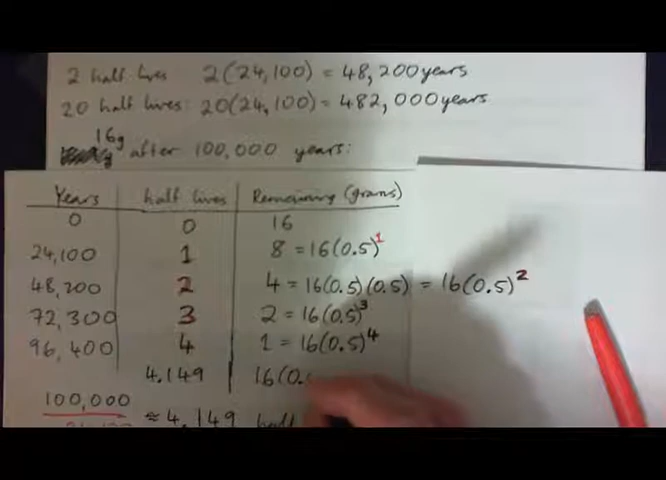 2 half lives 2(24,100) = 48,200 years
20 half lives: 20(24,100) = 482,000 years
16g
g after 100,000 years:
Years half lives Remaining (grams)
0 0 16
24,100 1 8 = 16(0.5)^1
48,200 2 4 = 16(0.5)(0.5) = 16(0.5)^2
72,300 3 2 = 16(0.5)^3
96,400 4 1 = 16(0.5)^4
4.149 16(0.
100,000 ≈ 4.149